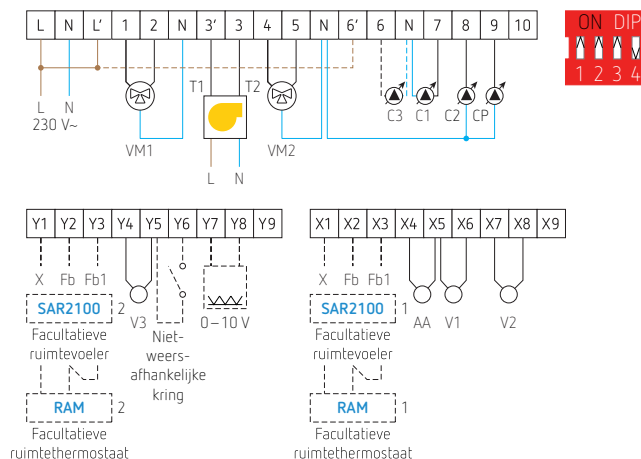 L N L' 1 2 N 3' 3 4 5 N 6' 6 N 7 8 9 10
ON DIP
1 2 3 4
T1 T2
L N
230 V~
VM1
VM2
C3 C1 C2 CP
L N
Y1 Y2 Y3 Y4 Y5 Y6 Y7 Y8 Y9
X1 X2 X3 X4 X5 X6 X7 X8 X9
X Fb Fb1
SAR2100 2
Facultatieve
ruimtevoeler
RAM 2
Facultatieve
ruimtethermostaat
V3
Niet-
weers-
afhankelijke
kring
0–10 V
X Fb Fb1
SAR2100 1
Facultatieve
ruimtevoeler
RAM 1
Facultatieve
ruimtethermostaat
AA V1 V2